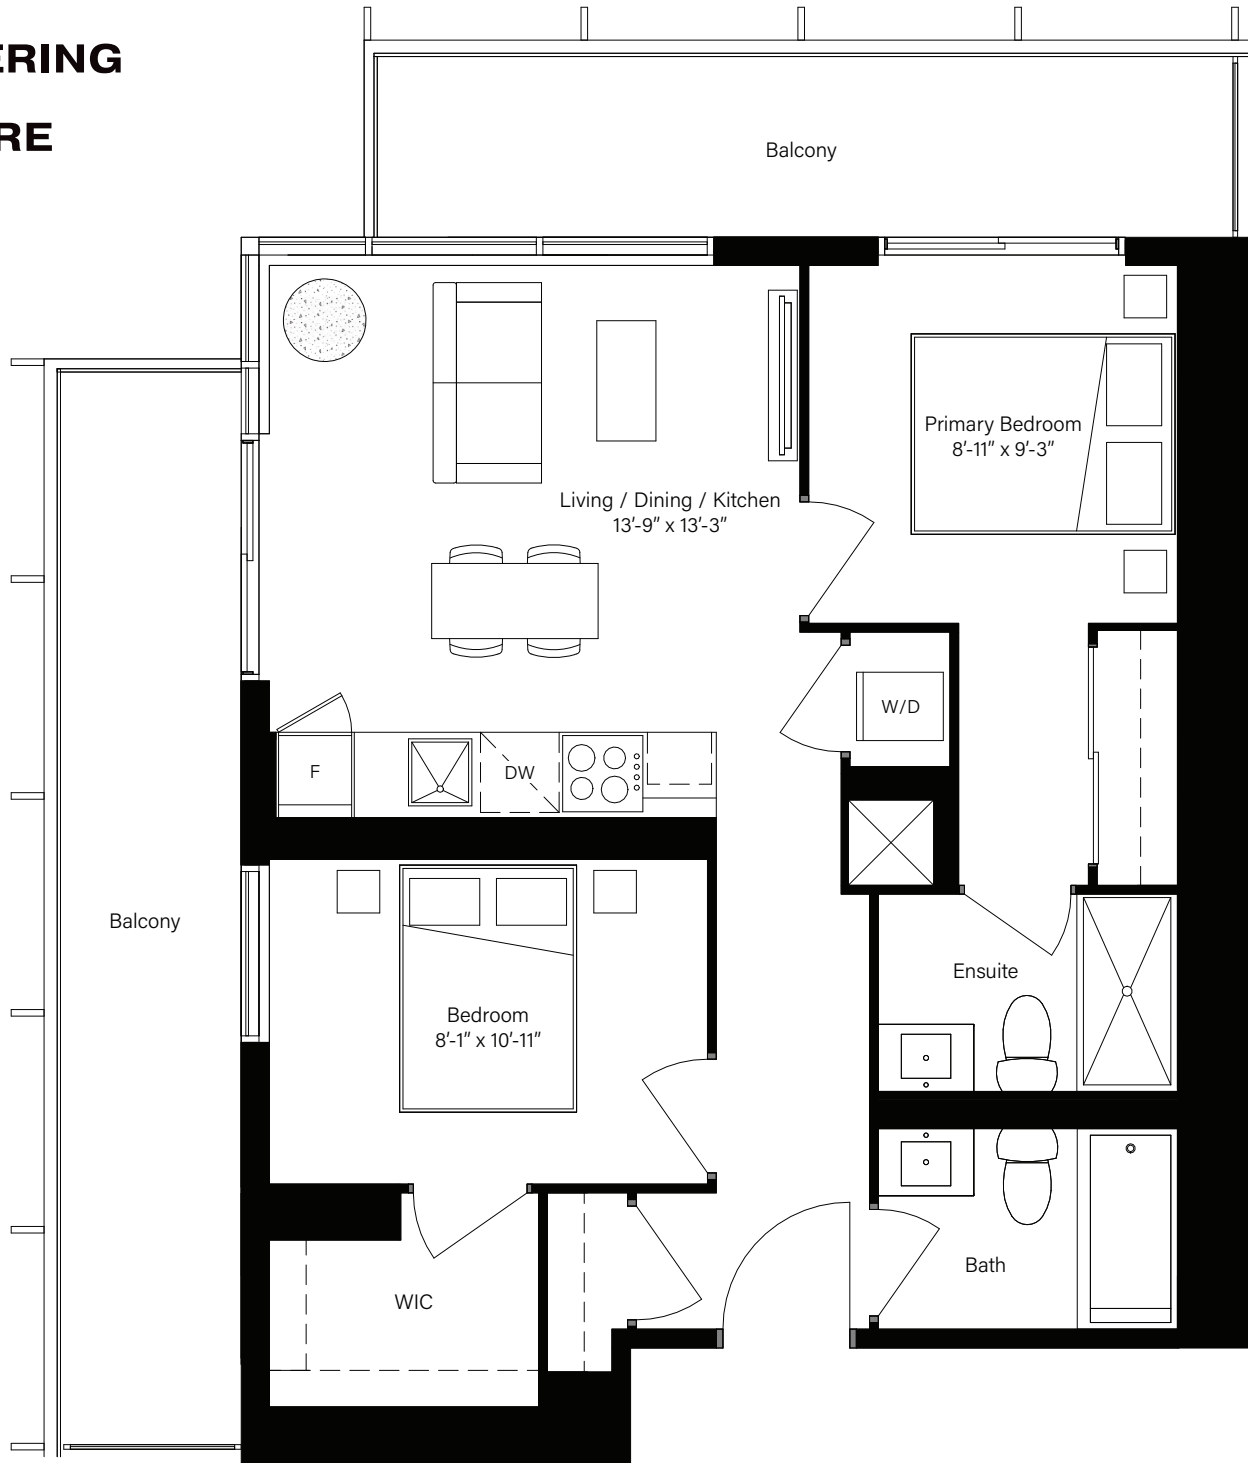 ERING
RE
Balcony
Primary Bedroom
8'-11" x 9'-3"
Living / Dining / Kitchen
13'-9" x 13'-3"
W/D
F
DW
Balcony
Ensuite
Bedroom
8'-1" x 10'-11"
Bath
WIC